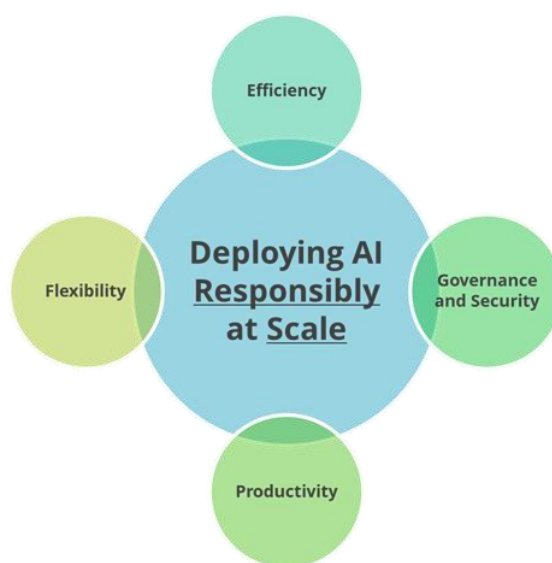 Efficiency
Deploying AI
Responsibly
at Scale
Flexibility
Governance
and Security
Productivity